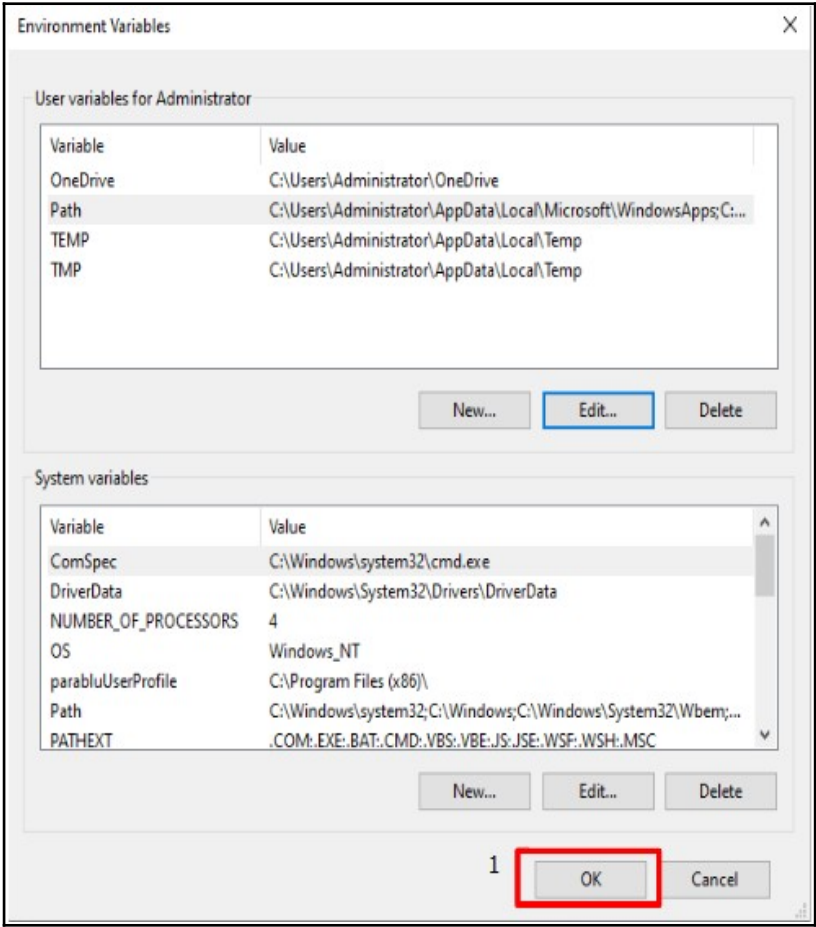 Environment Variables
User variables for Administrator
Variable Value
OneDrive C:\Users\Administrator\OneDrive
Path C:\Users\Administrator\AppData\Local\Microsoft\WindowsApps;C:...
TEMP C:\Users\Administrator\AppData\Local\Temp
TMP C:\Users\Administrator\AppData\Local\Temp
New... Edit... Delete
System variables
Variable Value
ComSpec C:\Windows\system32\cmd.exe
DriverData C:\Windows\System32\Drivers\DriverData
NUMBER_OF_PROCESSORS 4
OS Windows_NT
parabluUserProfile C:\Program Files (x86)\
Path C:\Windows\system32;C:\Windows;C:\Windows\System32\Wbem;...
PATHEXT .COM;.EXE;.BAT;.CMD;.VBS;.VBE;.JS;.JSE;.WSF;.WSH;.MSC
New... Edit... Delete
1 OK Cancel